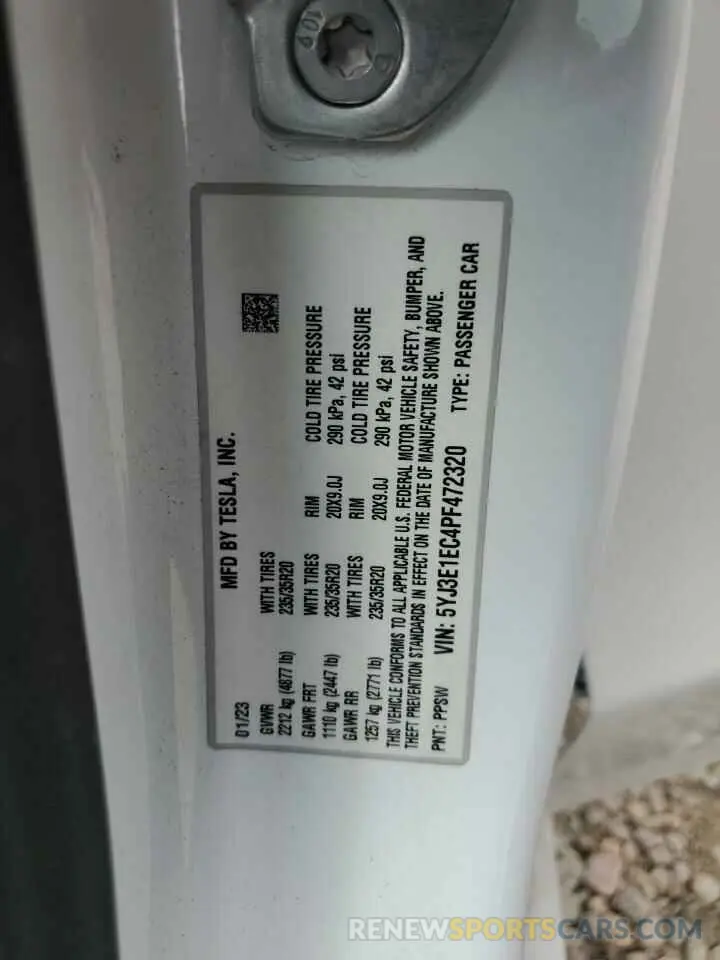 MFD BY TESLA, INC.
01/23
GVWR WITH TIRES
2212 kg (4877 lb) 235/35R20
GAWR FRT WITH TIRES RIM COLD TIRE PRESSURE
1110 kg (2447 lb) 235/35R20 20X9.0J 290 kPa, 42 psi
GAWR RR WITH TIRES RIM COLD TIRE PRESSURE
1257 kg (2771 lb) 235/35R20 20X9.0J 290 kPa, 42 psi
THIS VEHICLE CONFORMS TO ALL APPLICABLE U.S. FEDERAL MOTOR VEHICLE SAFETY, BUMPER, AND
THEFT PREVENTION STANDARDS IN EFFECT ON THE DATE OF MANUFACTURE SHOWN ABOVE.
PNT: PPSW VIN: 5YJ3E1EC4PF472320 TYPE: PASSENGER CAR
RENEWSPORTSCARS.COM